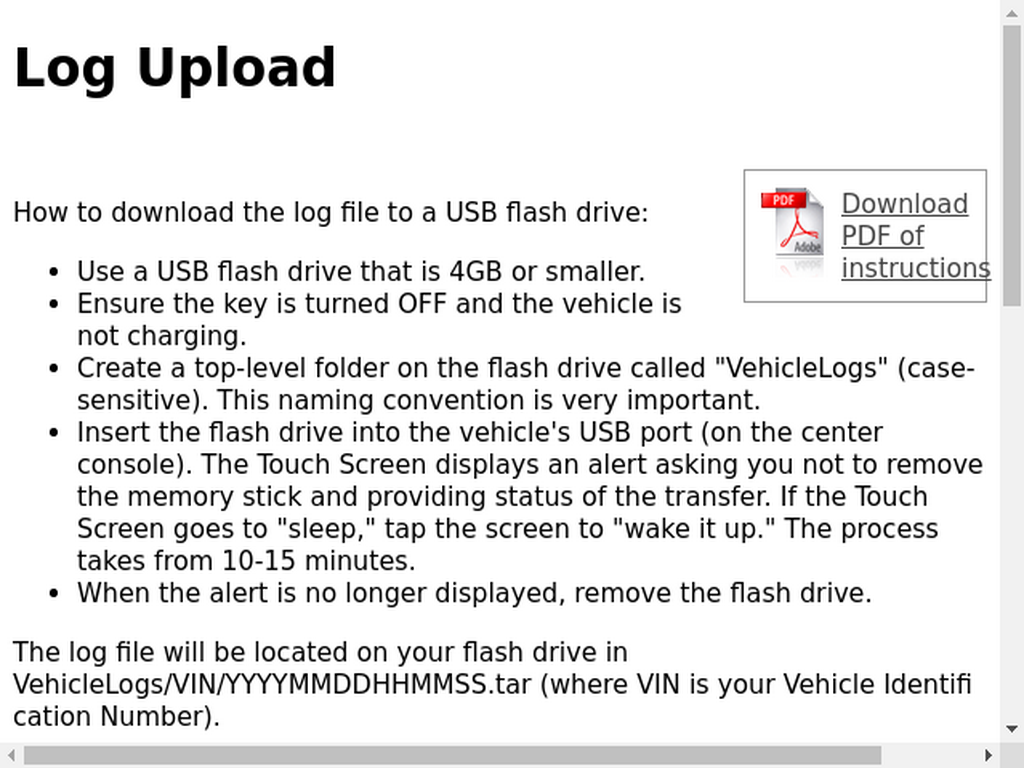 Log Upload
How to download the log file to a USB flash drive:
PDF
Adobe
Download
PDF of
instructions
• Use a USB flash drive that is 4GB or smaller.
• Ensure the key is turned OFF and the vehicle is
not charging.
• Create a top-level folder on the flash drive called "VehicleLogs" (case-
sensitive). This naming convention is very important.
• Insert the flash drive into the vehicle's USB port (on the center
console). The Touch Screen displays an alert asking you not to remove
the memory stick and providing status of the transfer. If the Touch
Screen goes to "sleep," tap the screen to "wake it up." The process
takes from 10-15 minutes.
• When the alert is no longer displayed, remove the flash drive.
The log file will be located on your flash drive in
VehicleLogs/VIN/YYYYMMDDHHMMSS.tar (where VIN is your Vehicle Identifi
cation Number).